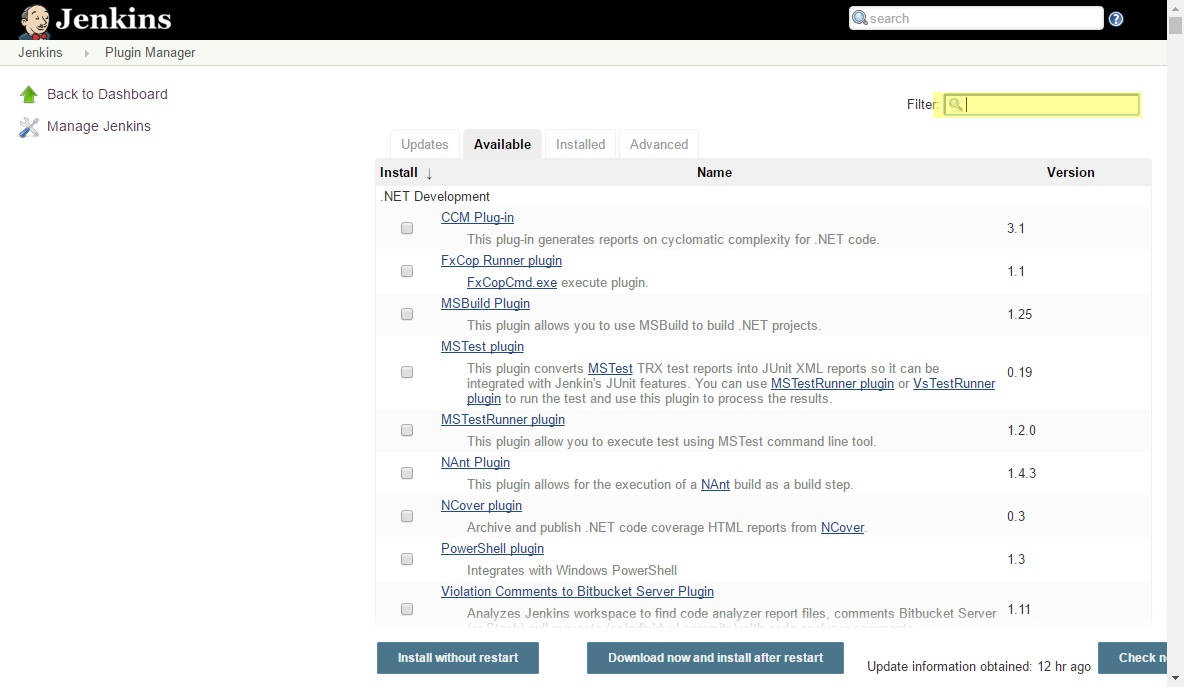 Jenkins
search
Jenkins Plugin Manager
Back to Dashboard
Manage Jenkins
Filter:
Updates Available Installed Advanced
Install ↓ Name Version
.NET Development
CCM Plug-in
This plug-in generates reports on cyclomatic complexity for .NET code.
3.1
FxCop Runner plugin
FxCopCmd.exe execute plugin.
1.1
MSBuild Plugin
This plugin allows you to use MSBuild to build .NET projects.
1.25
MSTest plugin
This plugin converts MSTest TRX test reports into JUnit XML reports so it can be
integrated with Jenkin's JUnit features. You can use MSTestRunner plugin or VsTestRunner
plugin to run the test and use this plugin to process the results.
0.19
MSTestRunner plugin
This plugin allow you to execute test using MSTest command line tool.
1.2.0
NAnt Plugin
This plugin allows for the execution of a NAnt build as a build step.
1.4.3
NCover plugin
Archive and publish .NET code coverage HTML reports from NCover.
0.3
PowerShell plugin
Integrates with Windows PowerShell
1.3
Violation Comments to Bitbucket Server Plugin
Analyzes Jenkins workspace to find code analyzer report files, comments Bitbucket Server
1.11
Install without restart
Download now and install after restart
Update information obtained: 12 hr ago
Check